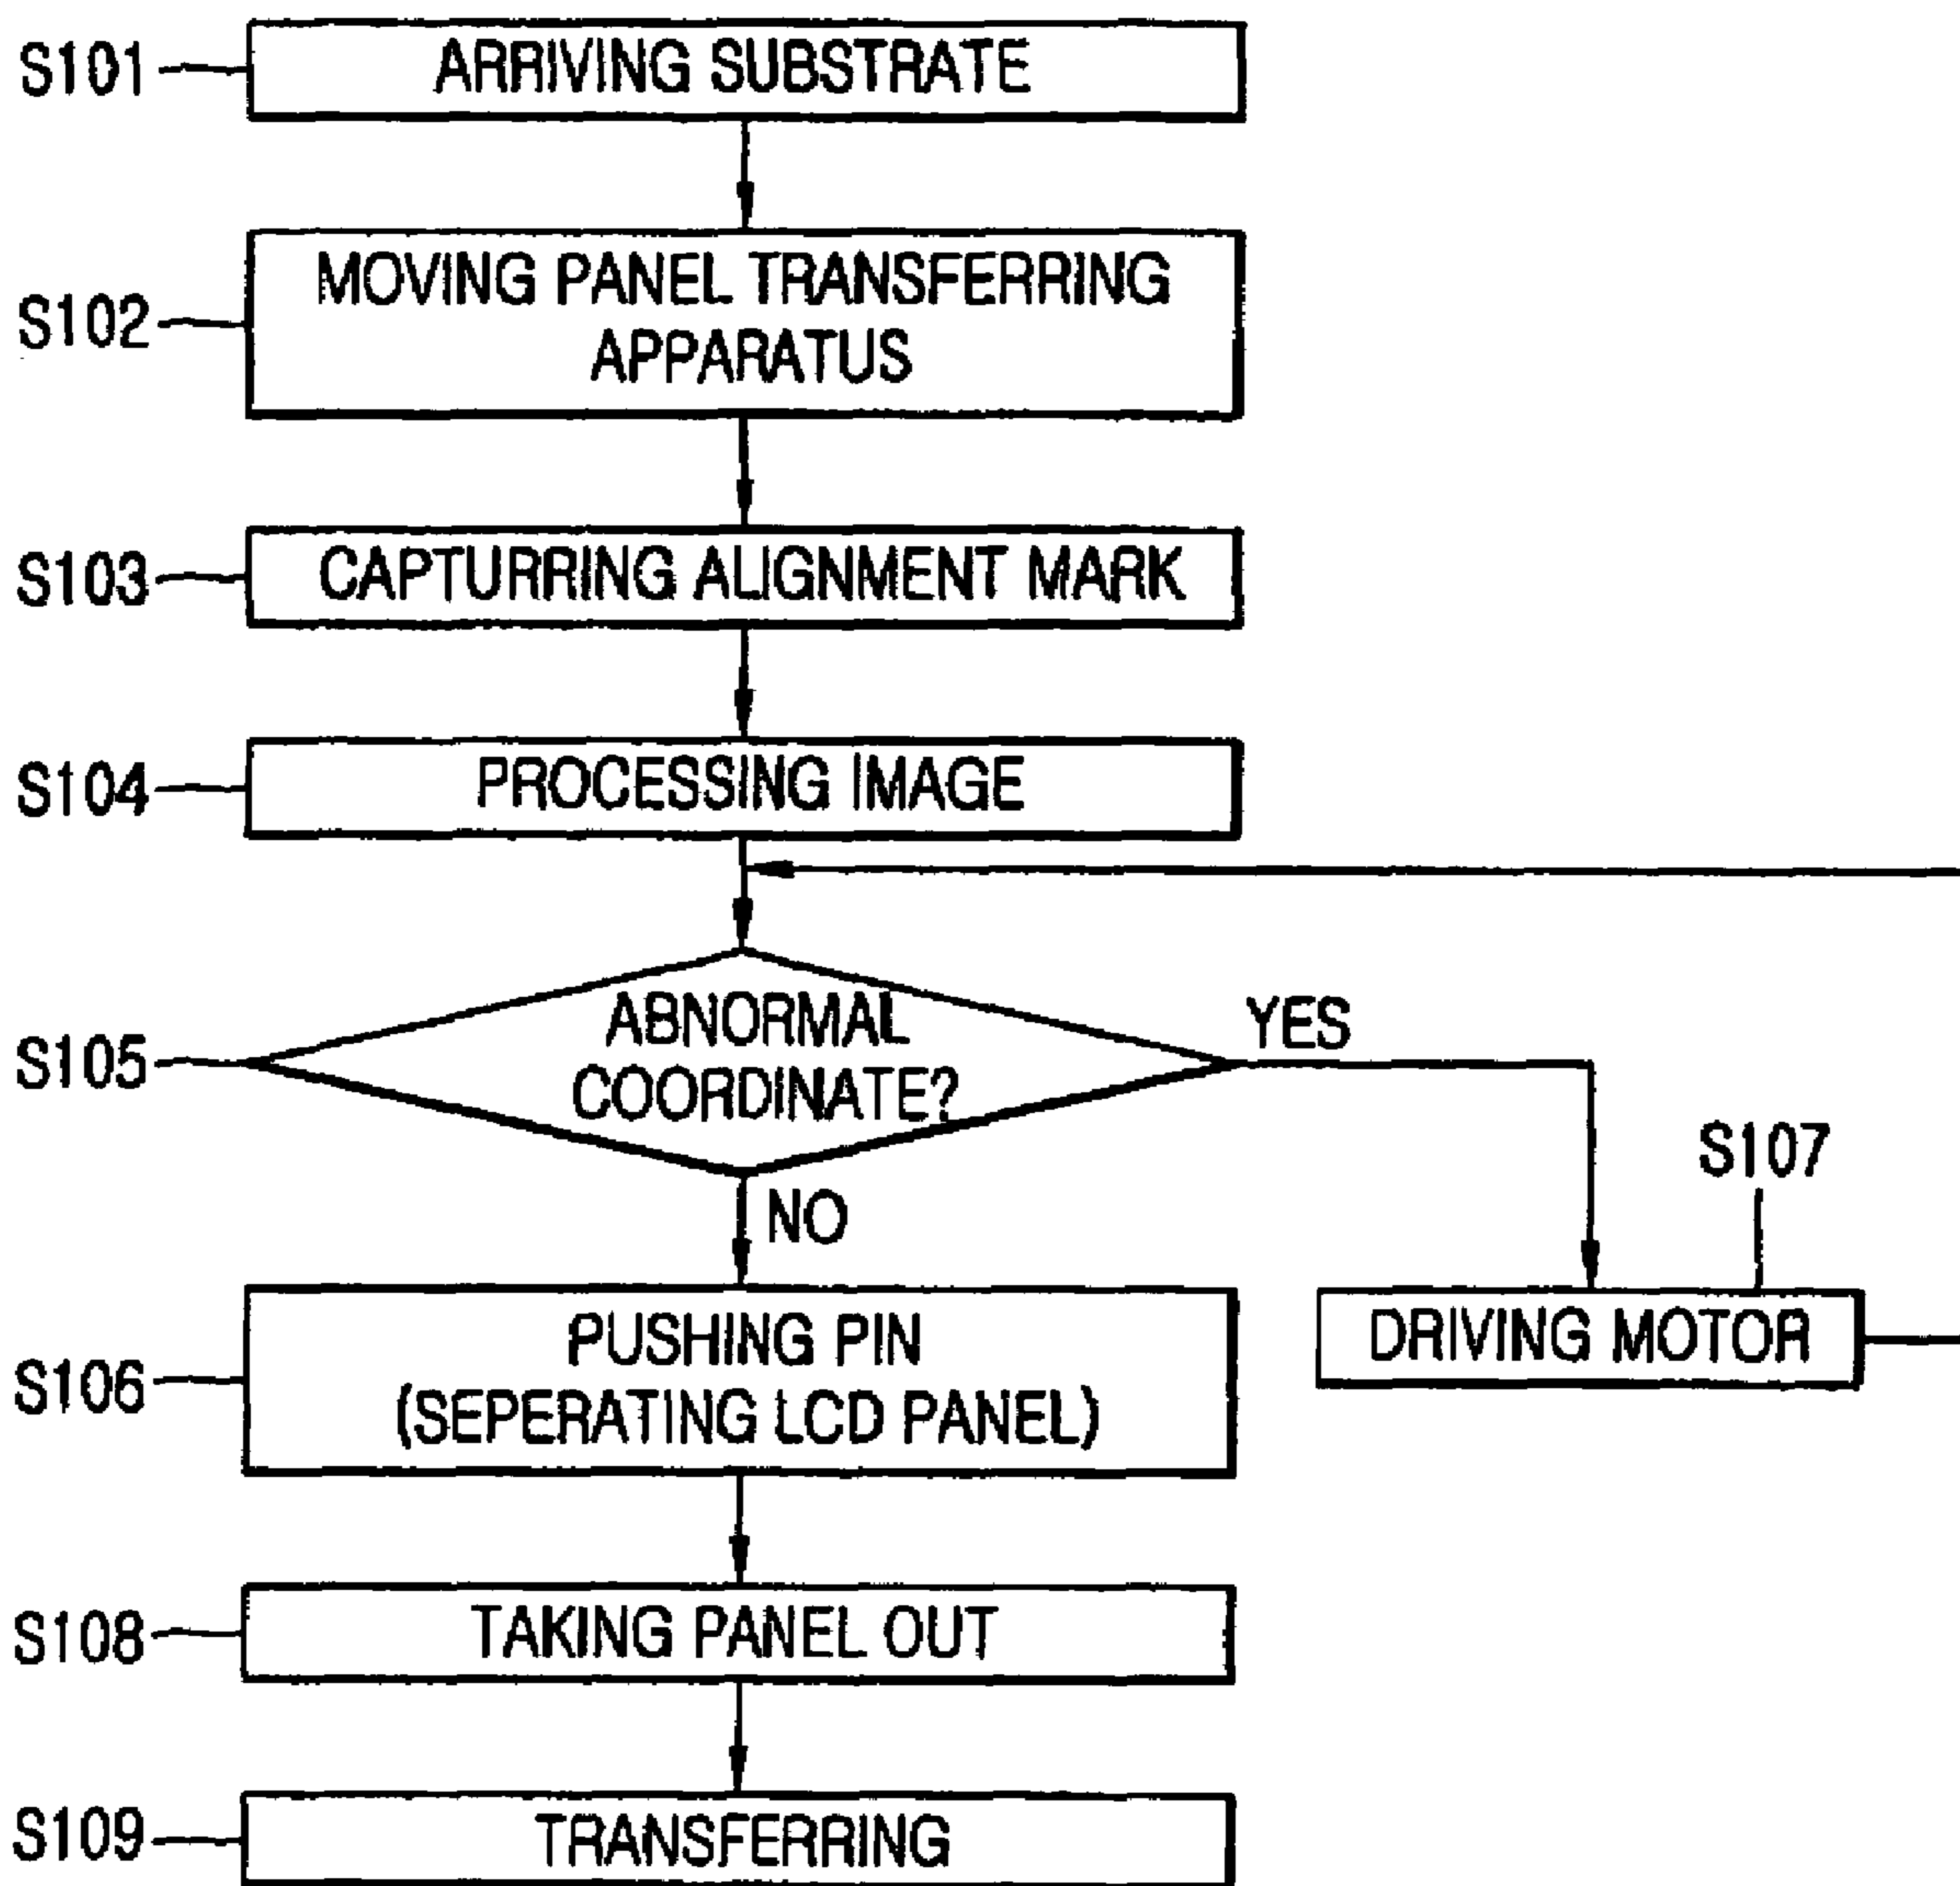 S101
ARRIVING SUBSTRATE
S102
MOVING PANEL TRANSFERRING
APPARATUS
S103
CAPTURRING ALIGNMENT MARK
S104
PROCESSING IMAGE
S105
ABNORMAL
COORDINATE?
YES
NO
S107
DRIVING MOTOR
S106
PUSHING PIN
(SEPERATING LCD PANEL)
S108
TAKING PANEL OUT
S109
TRANSFERRING